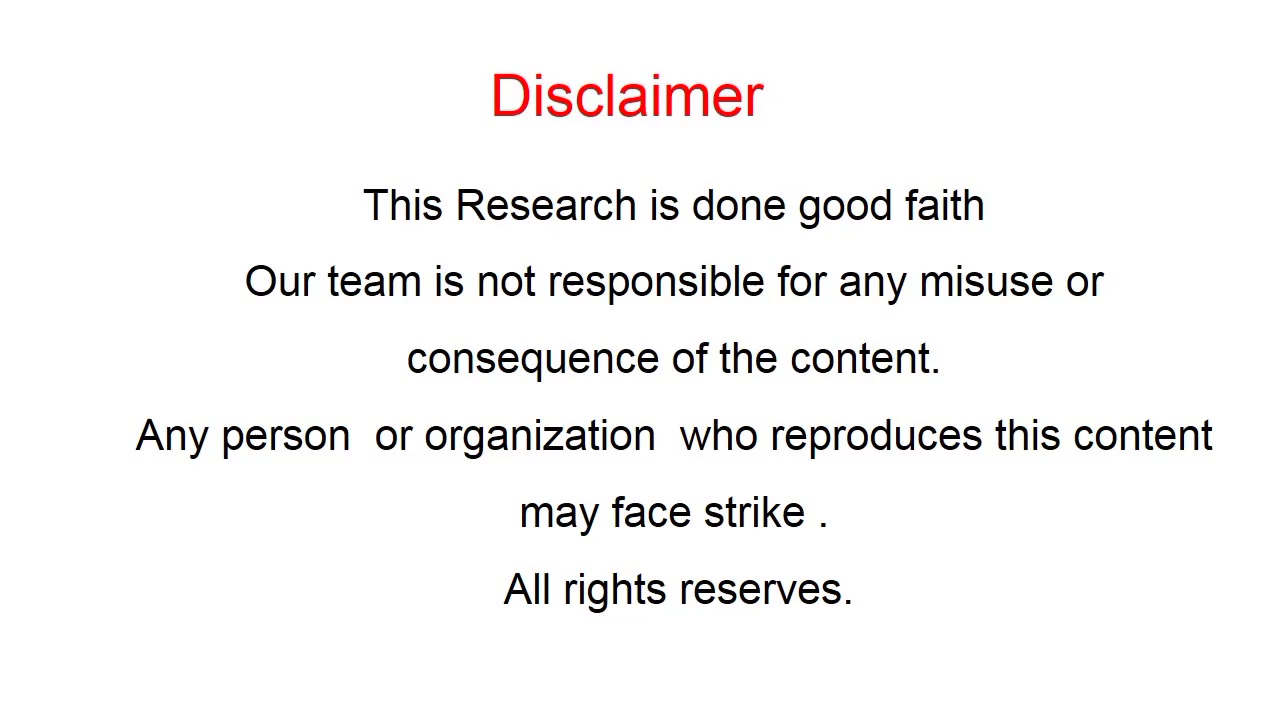 Disclaimer
This Research is done good faith
Our team is not responsible for any misuse or
consequence of the content.
Any person  or organization  who reproduces this content
may face strike .
All rights reserves.